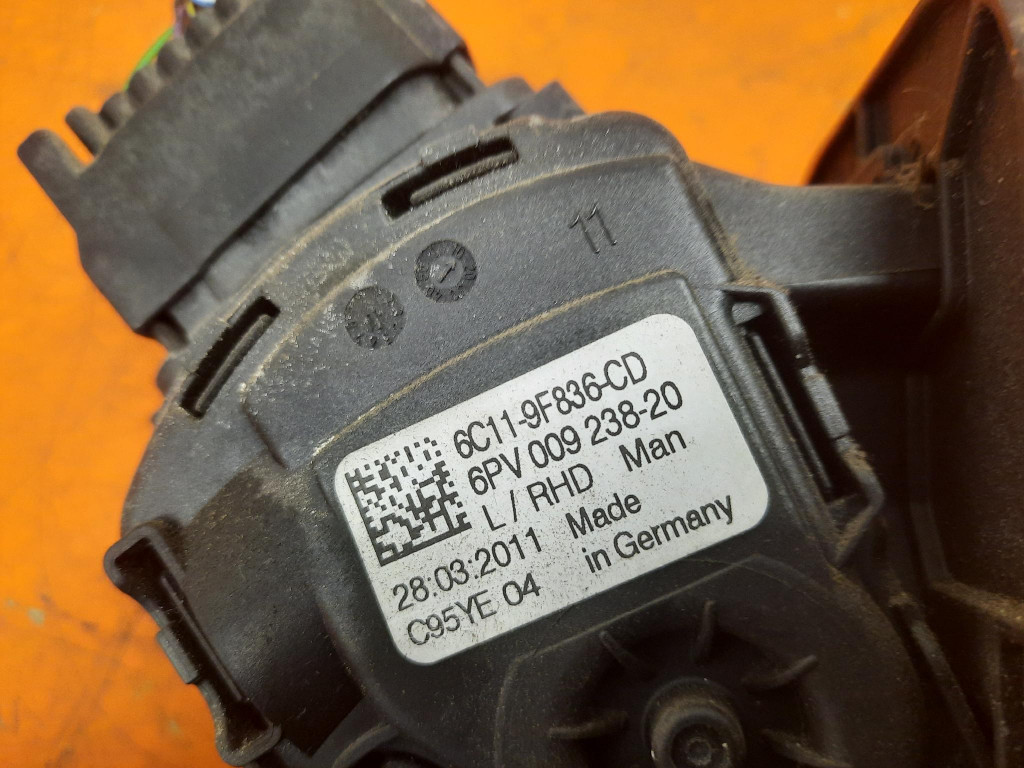 11
6C11-9F836-CD
6PV 009 238-20
L / RHD Man
28:03:2011 Made
C95YE 04 in Germany